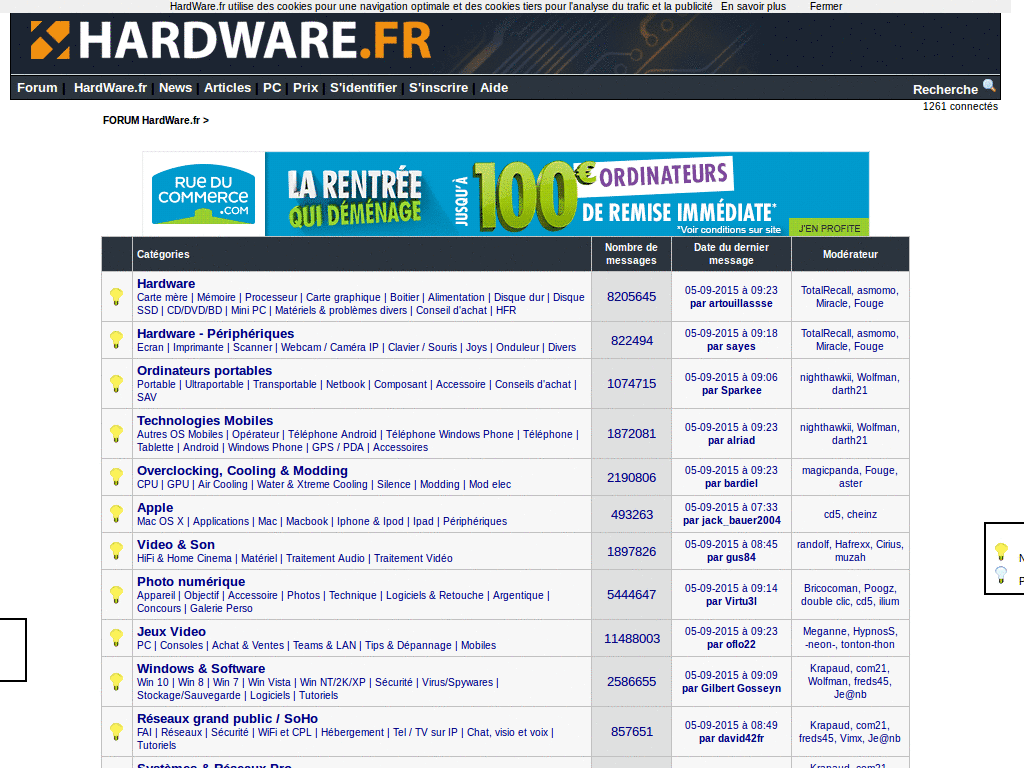 HardWare.fr utilise des cookies pour une navigation optimale et des cookies tiers pour l'analyse du trafic et la publicité En savoir plus Fermer
HARDWARE.FR
Forum | HardWare.fr | News | Articles | PC | Prix | S'identifier | S'inscrire | Aide
Recherche
1261 connectés
FORUM HardWare.fr >
RUE DU COMMERCE .COM
LA RENTRÉE QUI DÉMÉNAGE
JUSQU'À 100€ ORDINATEURS
DE REMISE IMMÉDIATE*
*Voir conditions sur site
J'EN PROFITE
Catégories
Nombre de messages
Date du dernier message
Modérateur
Hardware
Carte mère | Mémoire | Processeur | Carte graphique | Boitier | Alimentation | Disque dur | Disque
SSD | CD/DVD/BD | Mini PC | Matériels & problèmes divers | Conseil d'achat | HFR
8205645
05-09-2015 à 09:23
par artouillassse
TotalRecall, asmomo,
Miracle, Fouge
Hardware - Périphériques
Ecran | Imprimante | Scanner | Webcam / Caméra IP | Clavier / Souris | Joys | Onduleur | Divers
822494
05-09-2015 à 09:18
par sayes
TotalRecall, asmomo,
Miracle, Fouge
Ordinateurs portables
Portable | Ultraportable | Transportable | Netbook | Composant | Accessoire | Conseils d'achat |
SAV
1074715
05-09-2015 à 09:06
par Sparkee
nighthawkii, Wolfman,
darth21
Technologies Mobiles
Autres OS Mobiles | Opérateur | Téléphone Android | Téléphone Windows Phone | Téléphone |
Tablette | Android | Windows Phone | GPS / PDA | Accessoires
1872081
05-09-2015 à 09:23
par alriad
nighthawkii, Wolfman,
darth21
Overclocking, Cooling & Modding
CPU | GPU | Air Cooling | Water & Xtreme Cooling | Silence | Modding | Mod elec
2190806
05-09-2015 à 09:23
par bardiel
magicpanda, Fouge,
aster
Apple
Mac OS X | Applications | Mac | Macbook | Iphone & Ipod | Ipad | Périphériques
493263
05-09-2015 à 07:33
par jack_bauer2004
cd5, cheinz
Video & Son
HiFi & Home Cinema | Matériel | Traitement Audio | Traitement Vidéo
1897826
05-09-2015 à 08:45
par gus84
randolf, Hafrexx, Cirius,
muzah
Photo numérique
Appareil | Objectif | Accessoire | Photos | Technique | Logiciels & Retouche | Argentique |
Concours | Galerie Perso
5444647
05-09-2015 à 09:14
par Virtu3l
Bricocoman, Poogz,
double clic, cd5, ilium
Jeux Video
PC | Consoles | Achat & Ventes | Teams & LAN | Tips & Dépannage | Mobiles
11488003
05-09-2015 à 09:23
par oflo22
Meganne, HypnosS,
-neon-, tonton-thon
Windows & Software
Win 10 | Win 8 | Win 7 | Win Vista | Win NT/2K/XP | Sécurité | Virus/Spywares |
Stockage/Sauvegarde | Logiciels | Tutoriels
2586655
05-09-2015 à 09:09
par Gilbert Gosseyn
Krapaud, com21,
Wolfman, freds45,
Je@nb
Réseaux grand public / SoHo
FAI | Réseaux | Sécurité | WiFi et CPL | Hébergement | Tel / TV sur IP | Chat, visio et voix |
Tutoriels
857651
05-09-2015 à 08:49
par david42fr
Krapaud, com21,
freds45, Vimx, Je@nb
Systèmes & Réseaux Pro
Krapaud, com21,